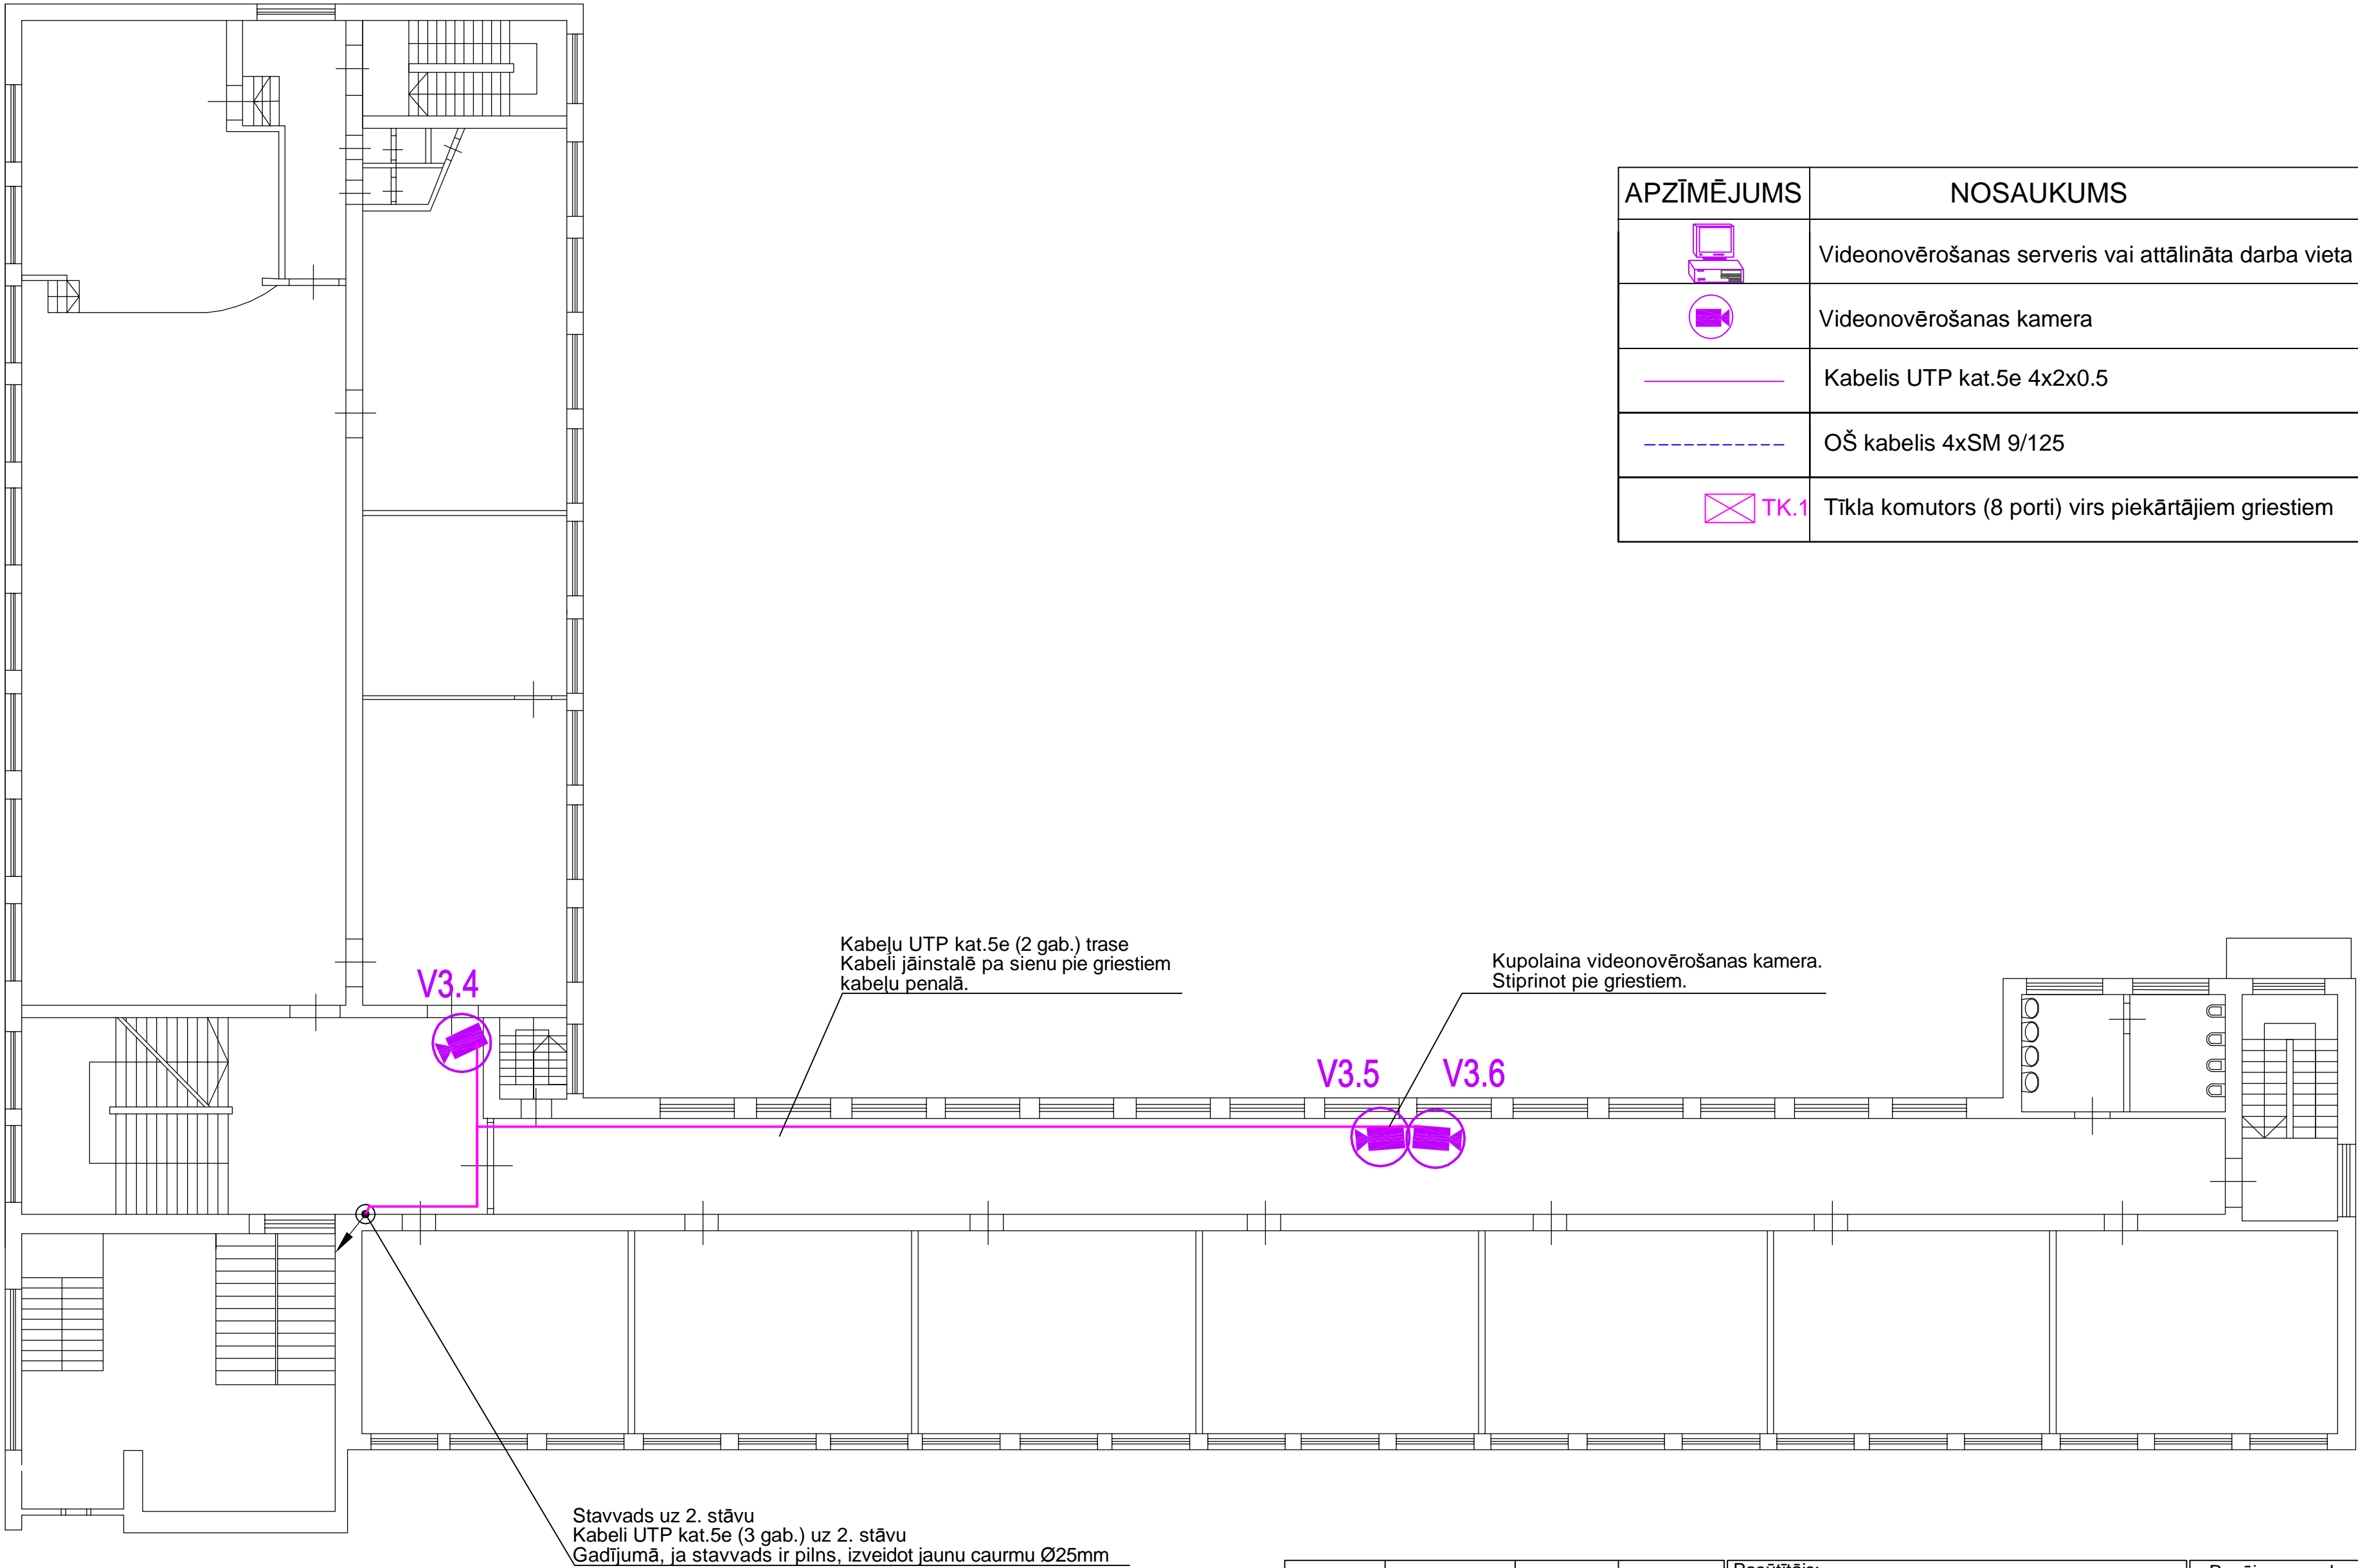 APZĪMĒJUMS NOSAUKUMS
Videonovērošanas serveris vai attālināta darba vieta
Videonovērošanas kamera
Kabelis UTP kat.5e 4x2x0.5
OŠ kabelis 4xSM 9/125
TK.1 Tīkla komutors (8 porti) virs piekārtājiem griestiem
Kabeļu UTP kat.5e (2 gab.) trase
Kabeli jāinstalē pa sienu pie griestiem
kabeļu penalā.
Kupolaina videonovērošanas kamera.
Stiprinot pie griestiem.
V3.4
V3.5
V3.6
Stavvads uz 2. stāvu
Kabeli UTP kat.5e (3 gab.) uz 2. stāvu
Gadījumā, ja stavvads ir pilns, izveidot jaunu caurmu Ø25mm